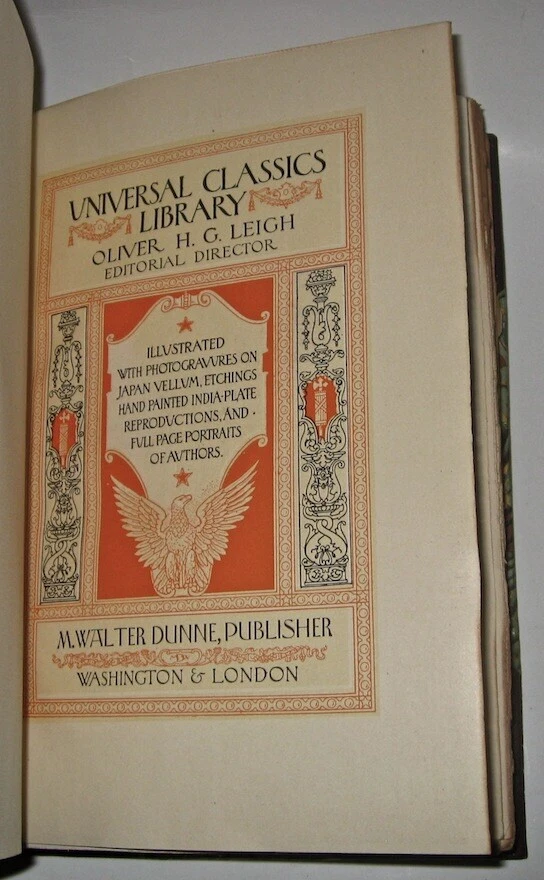 UNIVERSAL CLASSICS
LIBRARY
OLIVER H. G. LEIGH
EDITORIAL DIRECTOR
ILLUSTRATED
WITH PHOTOGRAVURES ON
JAPAN VELLUM, ETCHINGS
HAND PAINTED INDIA-PLATE
REPRODUCTIONS, AND ·
FULL PAGE PORTRAITS
OF AVTHORS.
M. WALTER DUNNE, PUBLISHER
WASHINGTON & LONDON